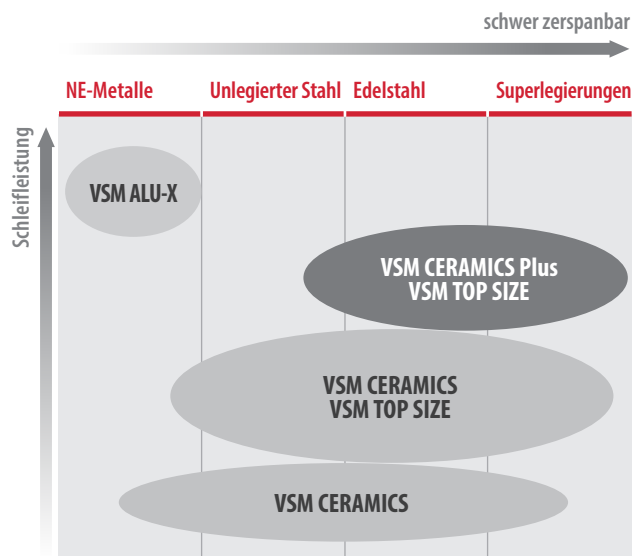 schwer zerspanbar
NE-Metalle
Unlegierter Stahl
Edelstahl
Superlegierungen
Schleifleistung
VSM ALU-X
VSM CERAMICS Plus
VSM TOP SIZE
VSM CERAMICS
VSM TOP SIZE
VSM CERAMICS